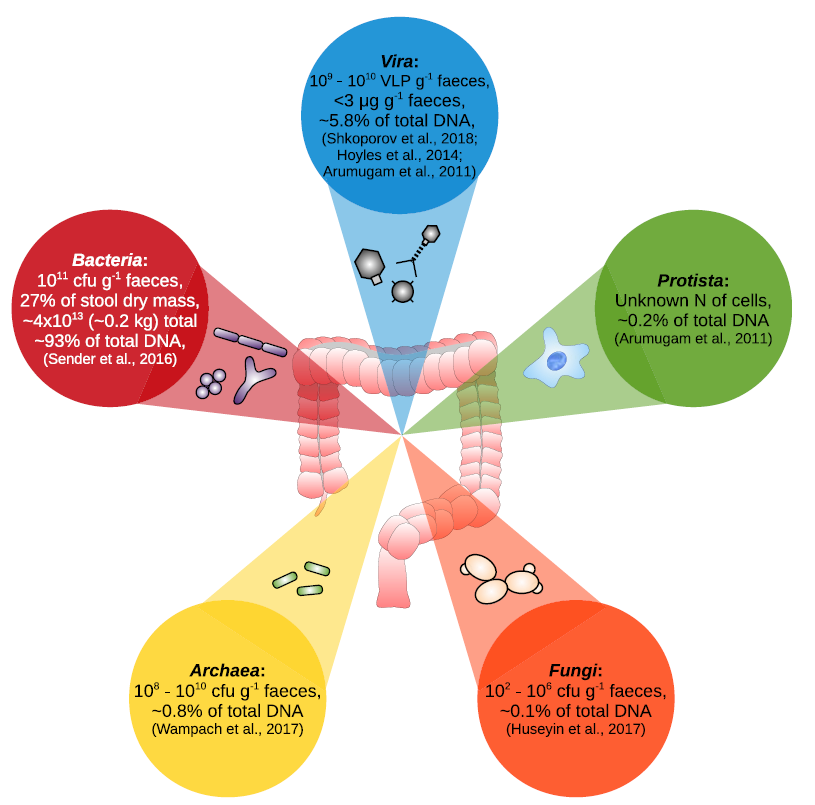 Vira:
10⁹ - 10¹⁰ VLP g⁻¹ faeces,
<3 µg g⁻¹ faeces,
~5.8% of total DNA,
(Shkoporov et al., 2018;
Hoyles et al., 2014;
Arumugam et al., 2011)
Bacteria:
10¹¹ cfu g⁻¹ faeces,
27% of stool dry mass,
~4x10¹³ (~0.2 kg) total
~93% of total DNA,
(Sender et al., 2016)
Protista:
Unknown N of cells,
~0.2% of total DNA
(Arumugam et al., 2011)
Archaea:
10⁸ - 10¹⁰ cfu g⁻¹ faeces,
~0.8% of total DNA
(Wampach et al., 2017)
Fungi:
10² - 10⁶ cfu g⁻¹ faeces,
~0.1% of total DNA
(Huseyin et al., 2017)